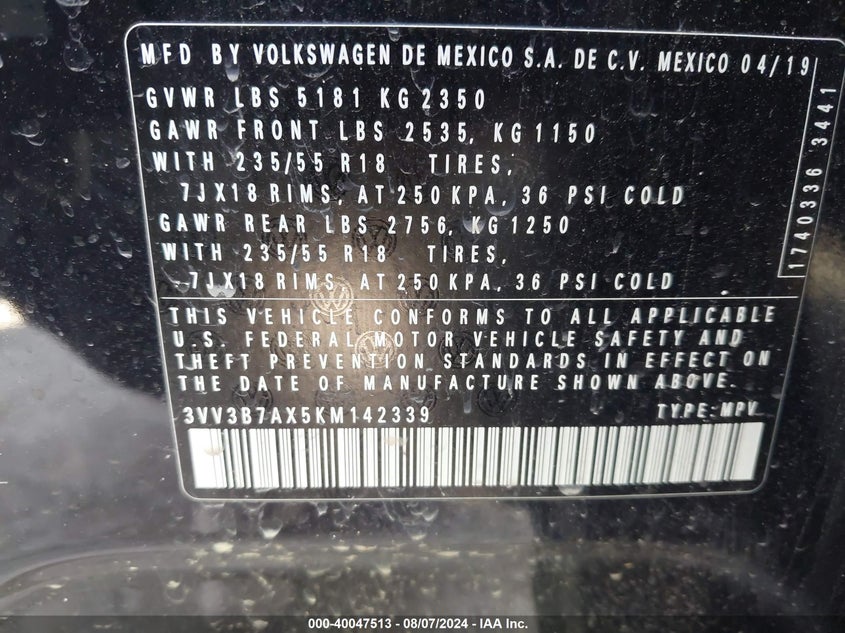 MFD BY VOLKSWAGEN DE MEXICO S.A. DE C.V. MEXICO 04/19
GVWR LBS 5181 KG 2350
GAWR FRONT LBS 2535, KG 1150
WITH 235/55 R18 TIRES,
7JX18 RIMS, AT 250 KPA, 36 PSI COLD
GAWR REAR LBS 2756, KG 1250
WITH 235/55 R18 TIRES,
7JX18 RIMS, AT 250 KPA, 36 PSI COLD
1740336 3441
THIS VEHICLE CONFORMS TO ALL APPLICABLE
U.S. FEDERAL MOTOR VEHICLE SAFETY AND
THEFT PREVENTION STANDARDS IN EFFECT ON
THE DATE OF MANUFACTURE SHOWN ABOVE.
3VV3B7AX5KM142339 TYPE: MPV
000-40047513 - 08/07/2024 - IAA Inc.